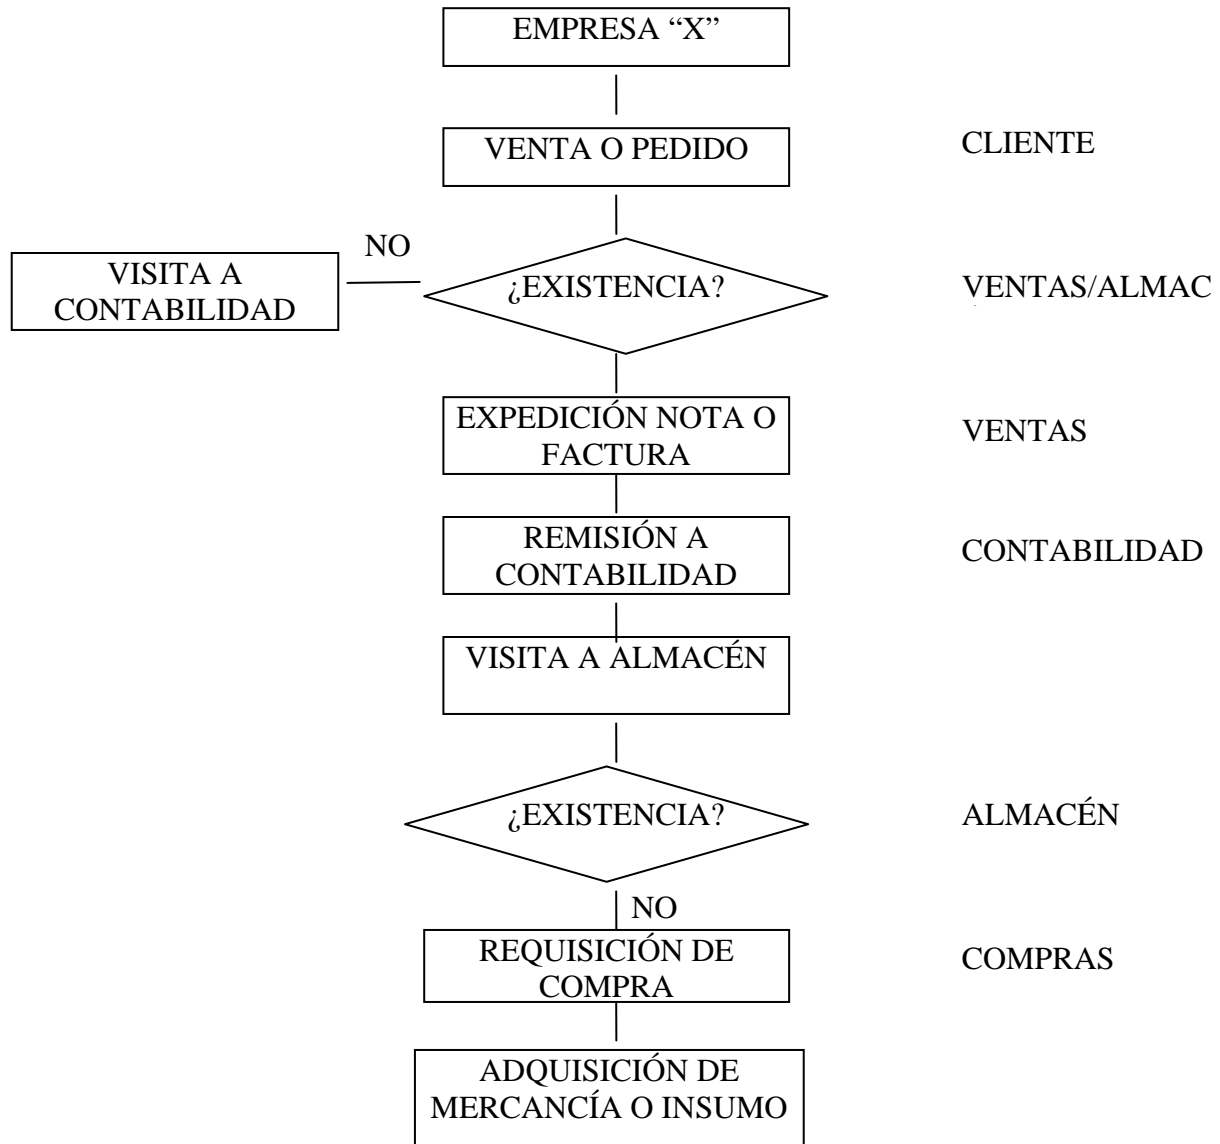 EMPRESA “X”
VENTA O PEDIDO
CLIENTE
NO
VISITA A
CONTABILIDAD
¿EXISTENCIA?
VENTAS/ALMAC
EXPEDICIÓN NOTA O
FACTURA
VENTAS
REMISIÓN A
CONTABILIDAD
CONTABILIDAD
VISITA A ALMACÉN
¿EXISTENCIA?
ALMACÉN
NO
REQUISICIÓN DE
COMPRA
COMPRAS
ADQUISICIÓN DE
MERCANCÍA O INSUMO